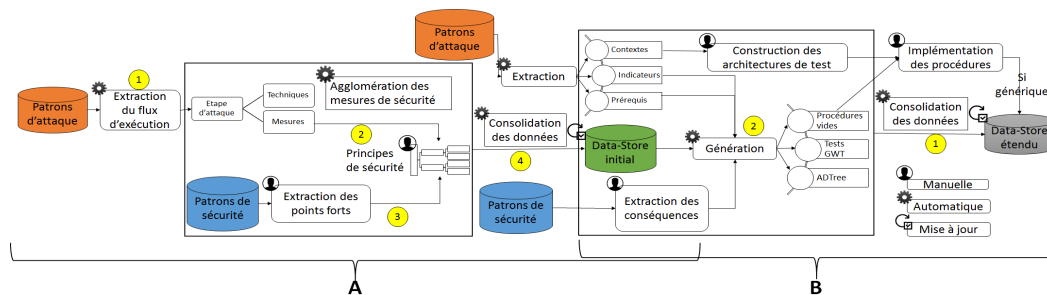 Patrons
d'attaque
1
Extraction
du flux
d'exécution
Etape
d'attaque
Techniques
Mesures
Agglomération des
mesures de sécurité
2
Principes
de sécurité
Patrons de
sécurité
Extraction des
points forts
3
Patrons
d'attaque
Extraction
Contextes
Indicateurs
Prérequis
Construction des
architectures de test
Implémentation
des procédures
Si
générique
Consolidation
des données
4
Data-Store
initial
Génération
2
Procédures
vides
Tests
GWT
ADTree
Consolidation
des données
1
Data-Store
étendu
Patrons de
sécurité
Extraction des
conséquences
Manuelle
Automatique
Mise à jour
A
B